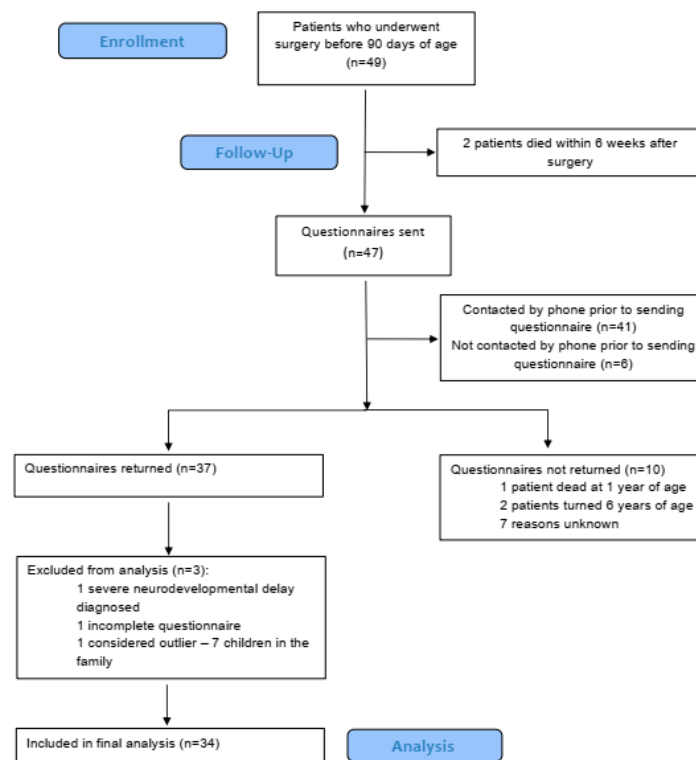 Enrollment
Patients who underwent
surgery before 90 days of age
(n=49)
Follow-Up
2 patients died within 6 weeks after
surgery
Questionnaires sent
(n=47)
Contacted by phone prior to sending
questionnaire (n=41)
Not contacted by phone prior to sending
questionnaire (n=6)
Questionnaires returned (n=37)
Questionnaires not returned (n=10)
1 patient dead at 1 year of age
2 patients turned 6 years of age
7 reasons unknown
Excluded from analysis (n=3):
1 severe neurodevelopmental delay
diagnosed
1 incomplete questionnaire
1 considered outlier – 7 children in the
family
Included in final analysis (n=34)
Analysis